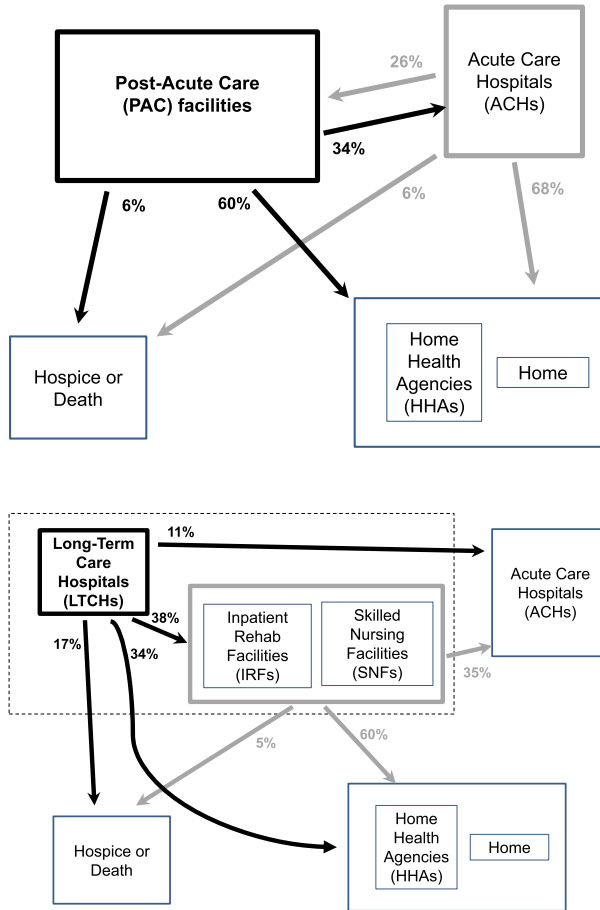 Post-Acute Care
(PAC) facilities
26%
Acute Care
Hospitals
(ACHs)
34%
6%
60%
6%
68%
Hospice or
Death
Home
Health
Agencies
(HHAs)
Home
Long-Term
Care
Hospitals
(LTCHs)
11%
Acute Care
Hospitals
(ACHs)
38%
Inpatient
Rehab
Facilities
(IRFs)
Skilled
Nursing
Facilities
(SNFs)
17%
34%
35%
5%
60%
Hospice or
Death
Home
Health
Agencies
(HHAs)
Home